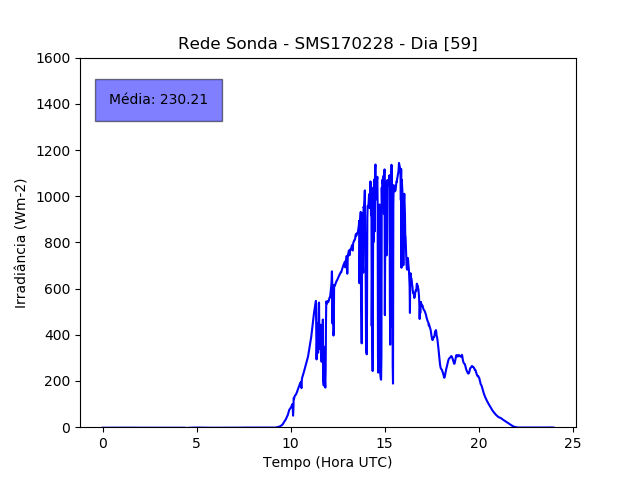 Rede Sonda - SMS170228 - Dia [59]
1600
1400
1200
1000
800
600
400
200
0
Média: 230.21
Irradiância (Wm-2)
0 5 10 15 20 25
Tempo (Hora UTC)